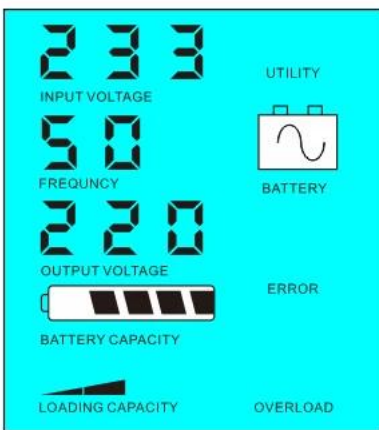 233
UTILITY
INPUT VOLTAGE
50
FREQUNCY
BATTERY
220
OUTPUT VOLTAGE
ERROR
BATTERY CAPACITY
LOADING CAPACITY
OVERLOAD